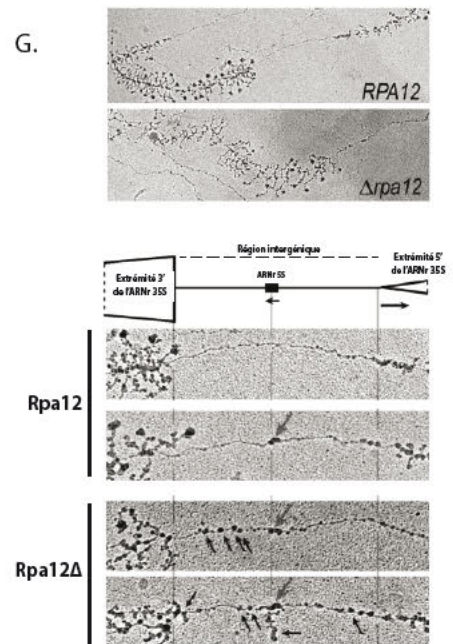 G.
RPA12
Δrpa12
Région intergénique
Extrémité 5'
de l'ARNr 35S
Extrémité 3'
de l'ARNr 35S
ARNr 5S
Rpa12
Rpa12Δ